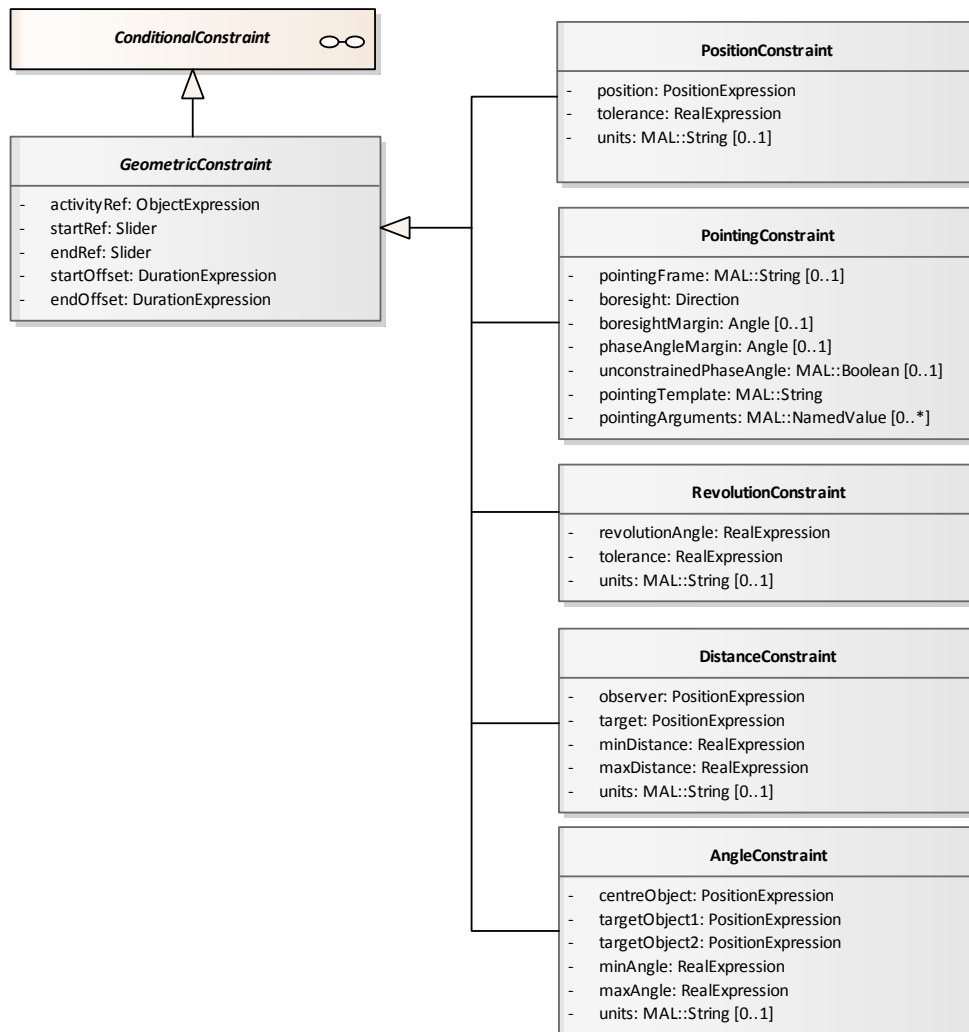 ConditionalConstraint
GeometricConstraint
- activityRef: ObjectExpression
- startRef: Slider
- endRef: Slider
- startOffset: DurationExpression
- endOffset: DurationExpression
PositionConstraint
- position: PositionExpression
- tolerance: RealExpression
- units: MAL::String [0..1]
PointingConstraint
- pointingFrame: MAL::String [0..1]
- boresight: Direction
- boresightMargin: Angle [0..1]
- phaseAngleMargin: Angle [0..1]
- unconstrainedPhaseAngle: MAL::Boolean [0..1]
- pointingTemplate: MAL::String
- pointingArguments: MAL::NamedValue [0..*]
RevolutionConstraint
- revolutionAngle: RealExpression
- tolerance: RealExpression
- units: MAL::String [0..1]
DistanceConstraint
- observer: PositionExpression
- target: PositionExpression
- minDistance: RealExpression
- maxDistance: RealExpression
- units: MAL::String [0..1]
AngleConstraint
- centreObject: PositionExpression
- targetObject1: PositionExpression
- targetObject2: PositionExpression
- minAngle: RealExpression
- maxAngle: RealExpression
- units: MAL::String [0..1]